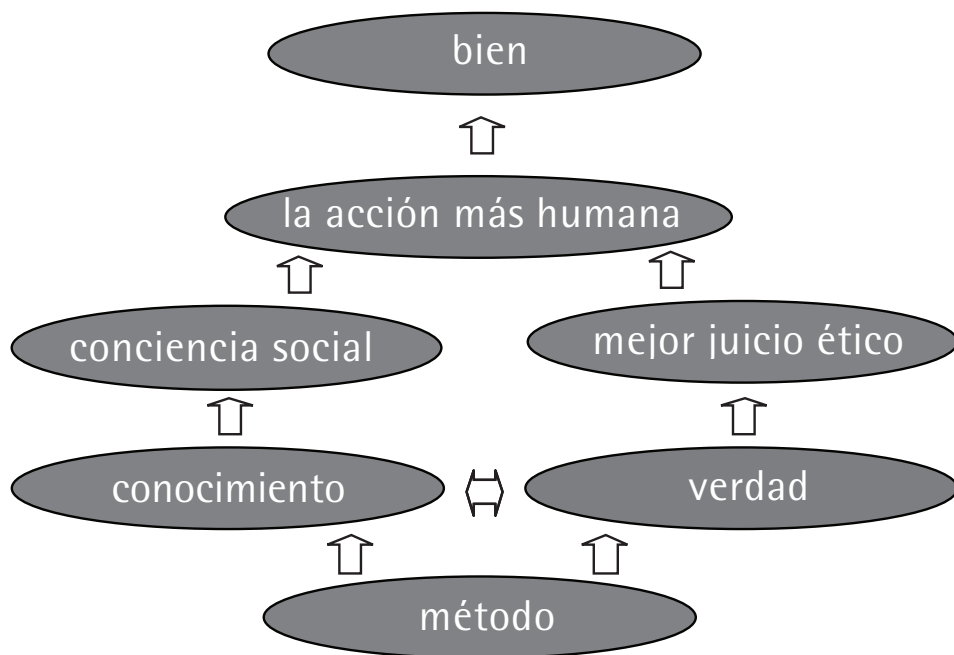 bien
la acción más humana
conciencia social
mejor juicio ético
conocimiento
verdad
método